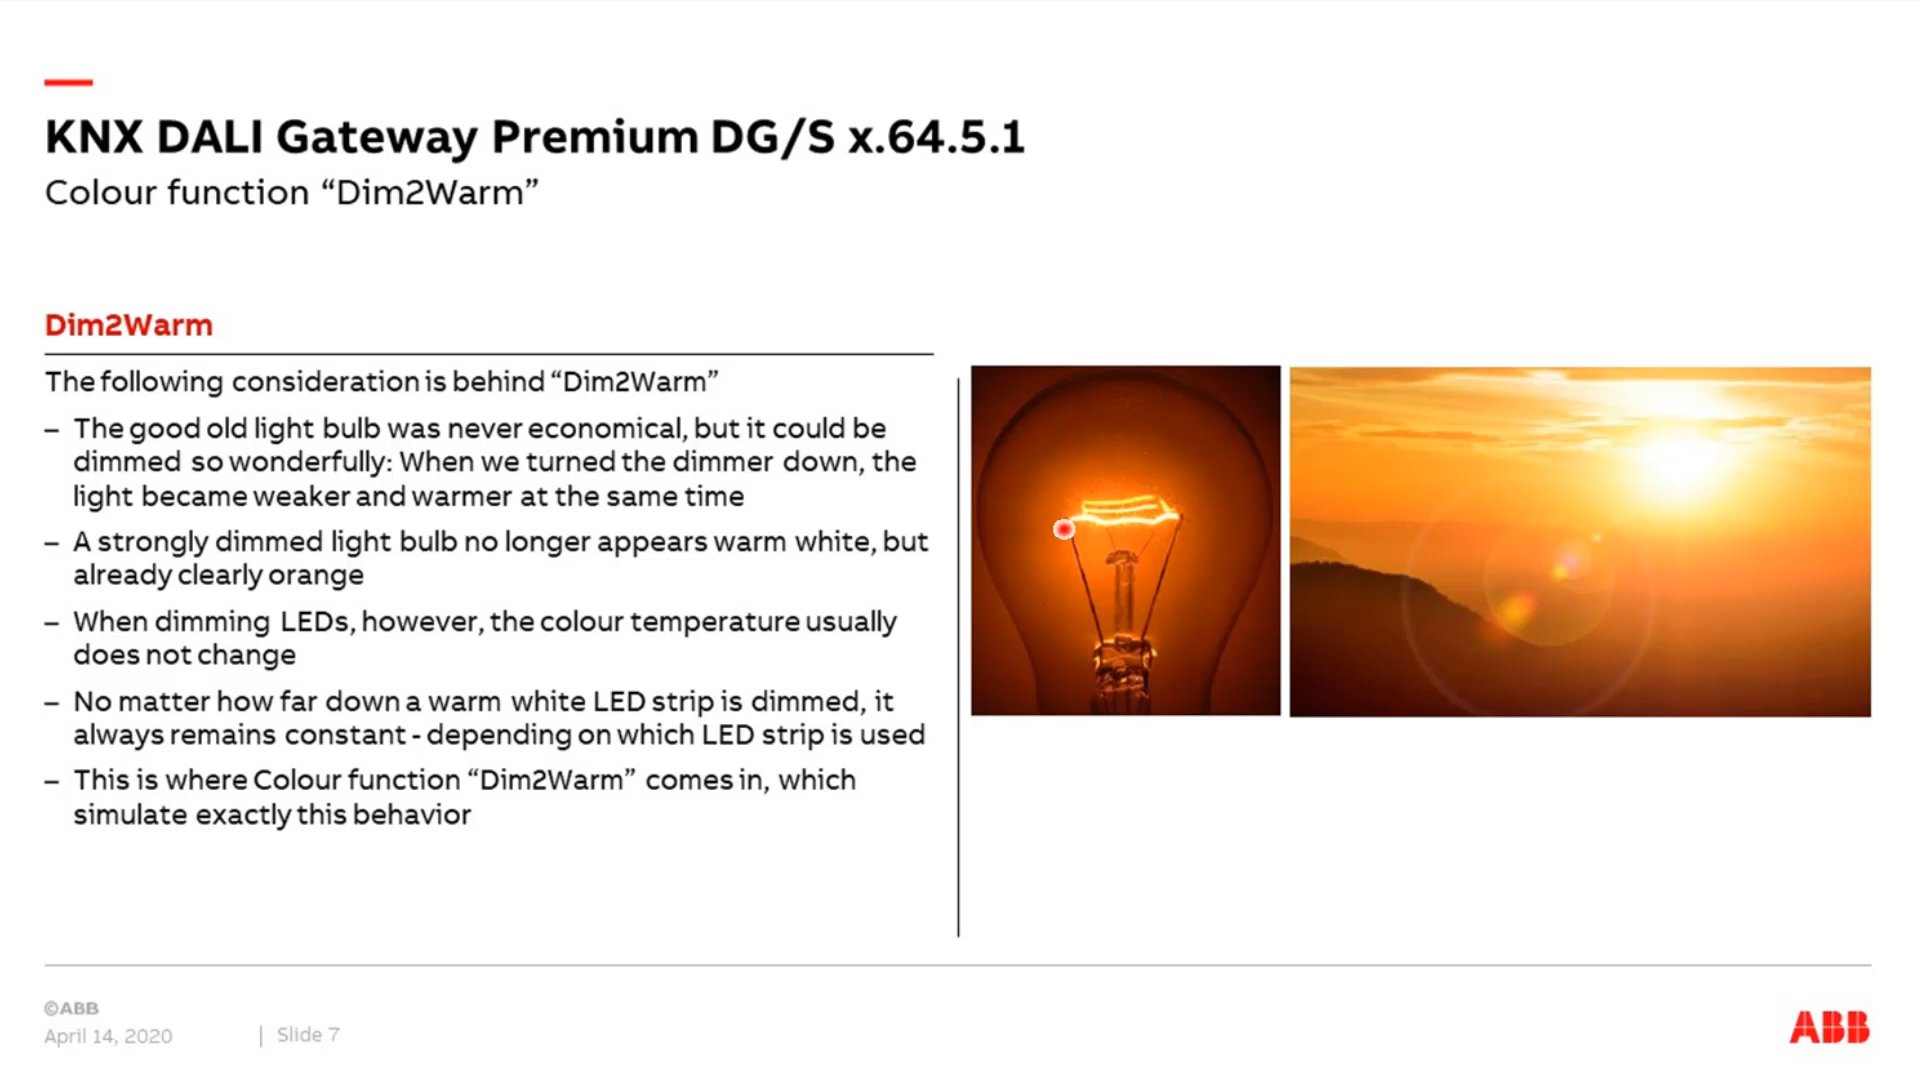 KNX DALI Gateway Premium DG/S x.64.5.1
Colour function “Dim2Warm”
Dim2Warm
The following consideration is behind “Dim2Warm”
– The good old light bulb was never economical, but it could be
dimmed so wonderfully: When we turned the dimmer down, the
light became weaker and warmer at the same time
– A strongly dimmed light bulb no longer appears warm white, but
already clearly orange
– When dimming LEDs, however, the colour temperature usually
does not change
– No matter how far down a warm white LED strip is dimmed, it
always remains constant - depending on which LED strip is used
– This is where Colour function “Dim2Warm” comes in, which
simulate exactly this behavior
©ABB
April 14, 2020 | Slide 7
ABB